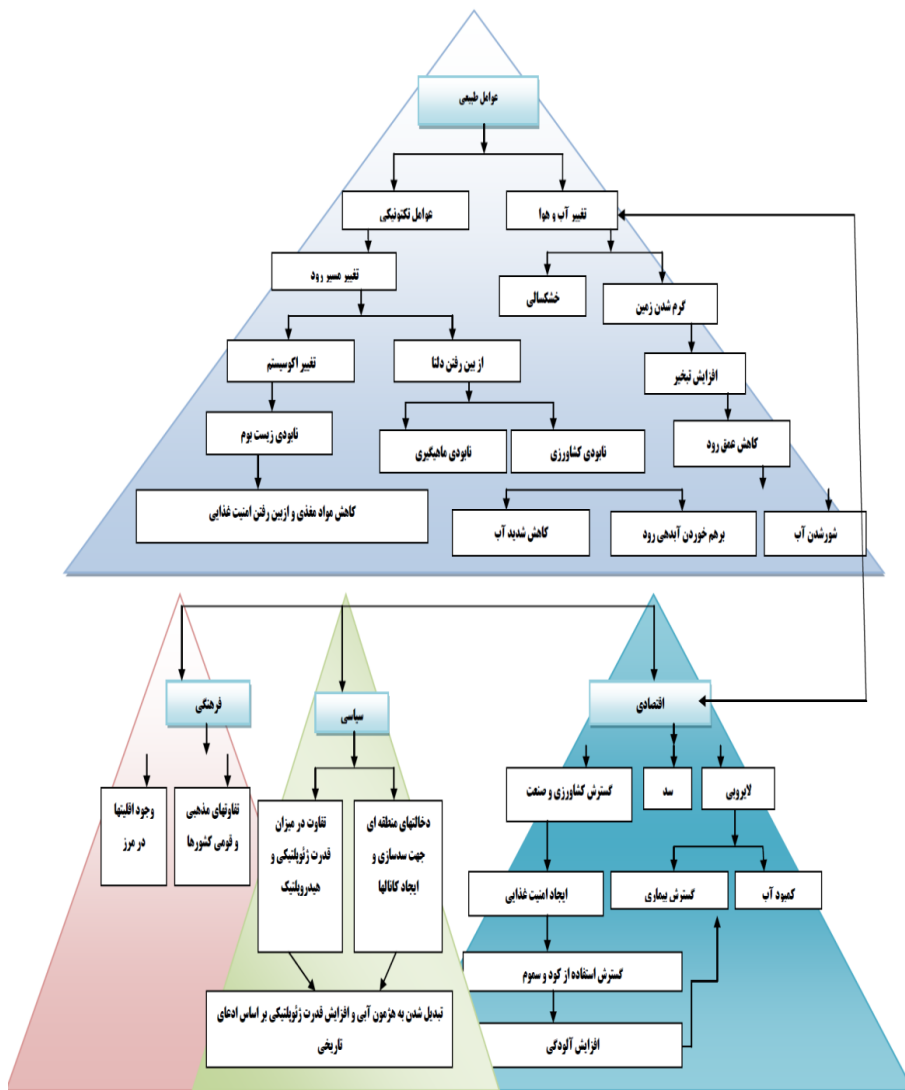 عوامل طبیعی
تغییر آب و هوا
عوامل تکتونیکی
تغییر مسیر رود
خشکسالی
گرم شدن زمین
تغییر اکوسیستم
از بین رفتن دلتا
افزایش تبخیر
نابودی زیست بوم
نابودی ماهیگیری
نابودی کشاورزی
کاهش عمق رود
کاهش مواد مغذی و ازبین رفتن امنیت غذایی
کاهش شدید آب
برهم خوردن آبدهی رود
شورشدن آب
اقتصادی
سیاسی
فرهنگی
لایروبی
سد
گسترش کشاورزی و صنعت
کمبود آب
گسترش بیماری
ایجاد امنیت غذایی
گسترش استفاده از کود و سموم
افزایش آلودگی
دخالتهای منطقه ای
جهت سدسازی و
ایجاد کانالها
تفاوت در میزان
قدرت ژئوپلتیکی و
هیدروپلتیک
تبدیل شدن به هژمون آبی و افزایش قدرت ژئوپلتیکی بر اساس ادعای
تاریخی
تفاوتهای مذهبی
و قومی کشورها
وجود اقلیتها
در مرز